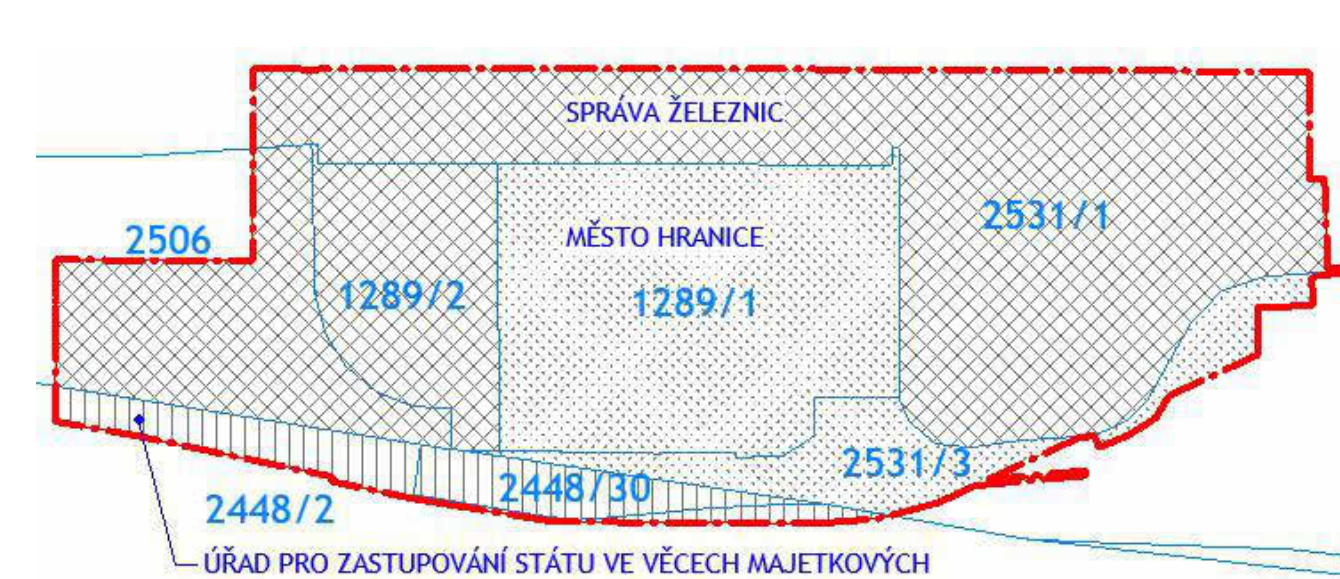 SPRÁVA ŽELEZNIC
2531/1
2506
MĚSTO HRANICE
1289/2
1289/1
2531/3
2448/30
2448/2
ÚŘAD PRO ZASTUPOVÁNÍ STÁTU VE VĚCECH MAJETKOVÝCH